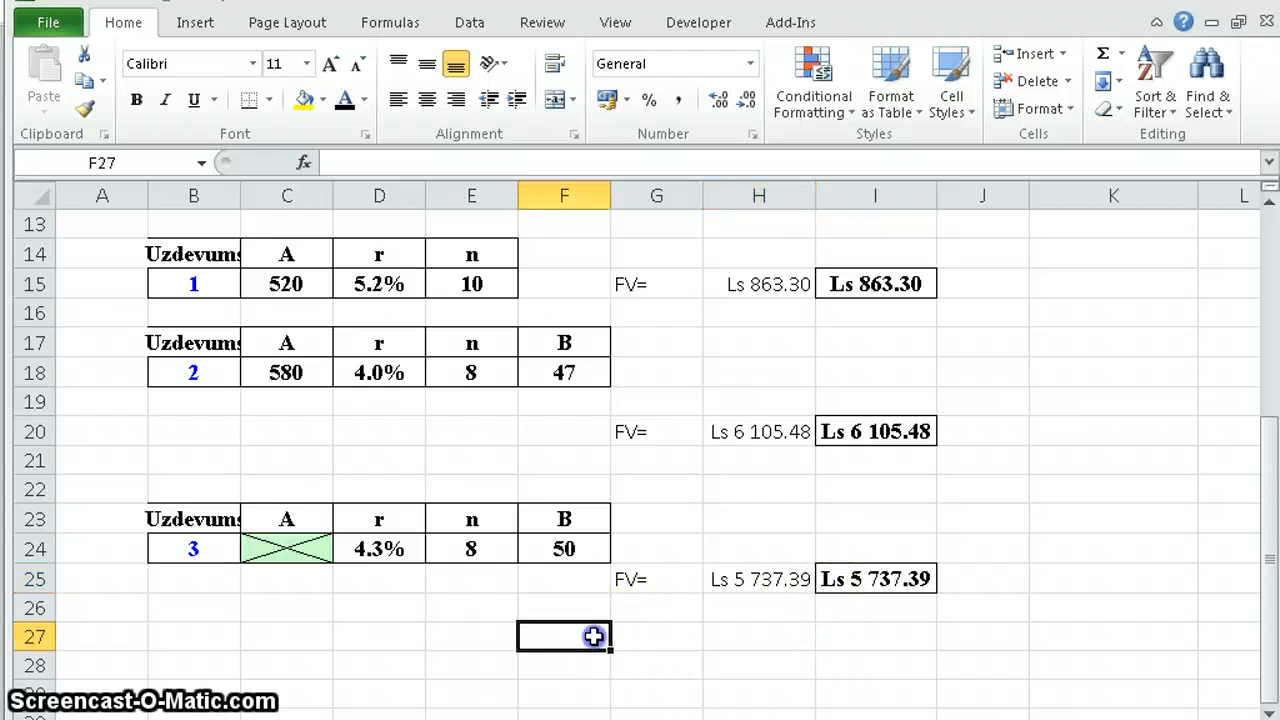 File Home Insert Page Layout Formulas Data Review View Developer Add-Ins
Paste
Clipboard
Calibri 11
B I U
Font
Alignment
General
Number
Conditional Formatting
Format as Table
Cell Styles
Styles
Insert
Delete
Format
Cells
Sort & Filter
Find & Select
Editing
F27 fx
A B C D E F G H I J K L
13
14 Uzdevums A r n
15 1 520 5.2% 10 FV= Ls 863.30 Ls 863.30
16
17 Uzdevums A r n B
18 2 580 4.0% 8 47
19
20 FV= Ls 6 105.48 Ls 6 105.48
21
22
23 Uzdevums A r n B
24 3 4.3% 8 50
25 FV= Ls 5 737.39 Ls 5 737.39
26
27
28
Screencast-O-Matic.com